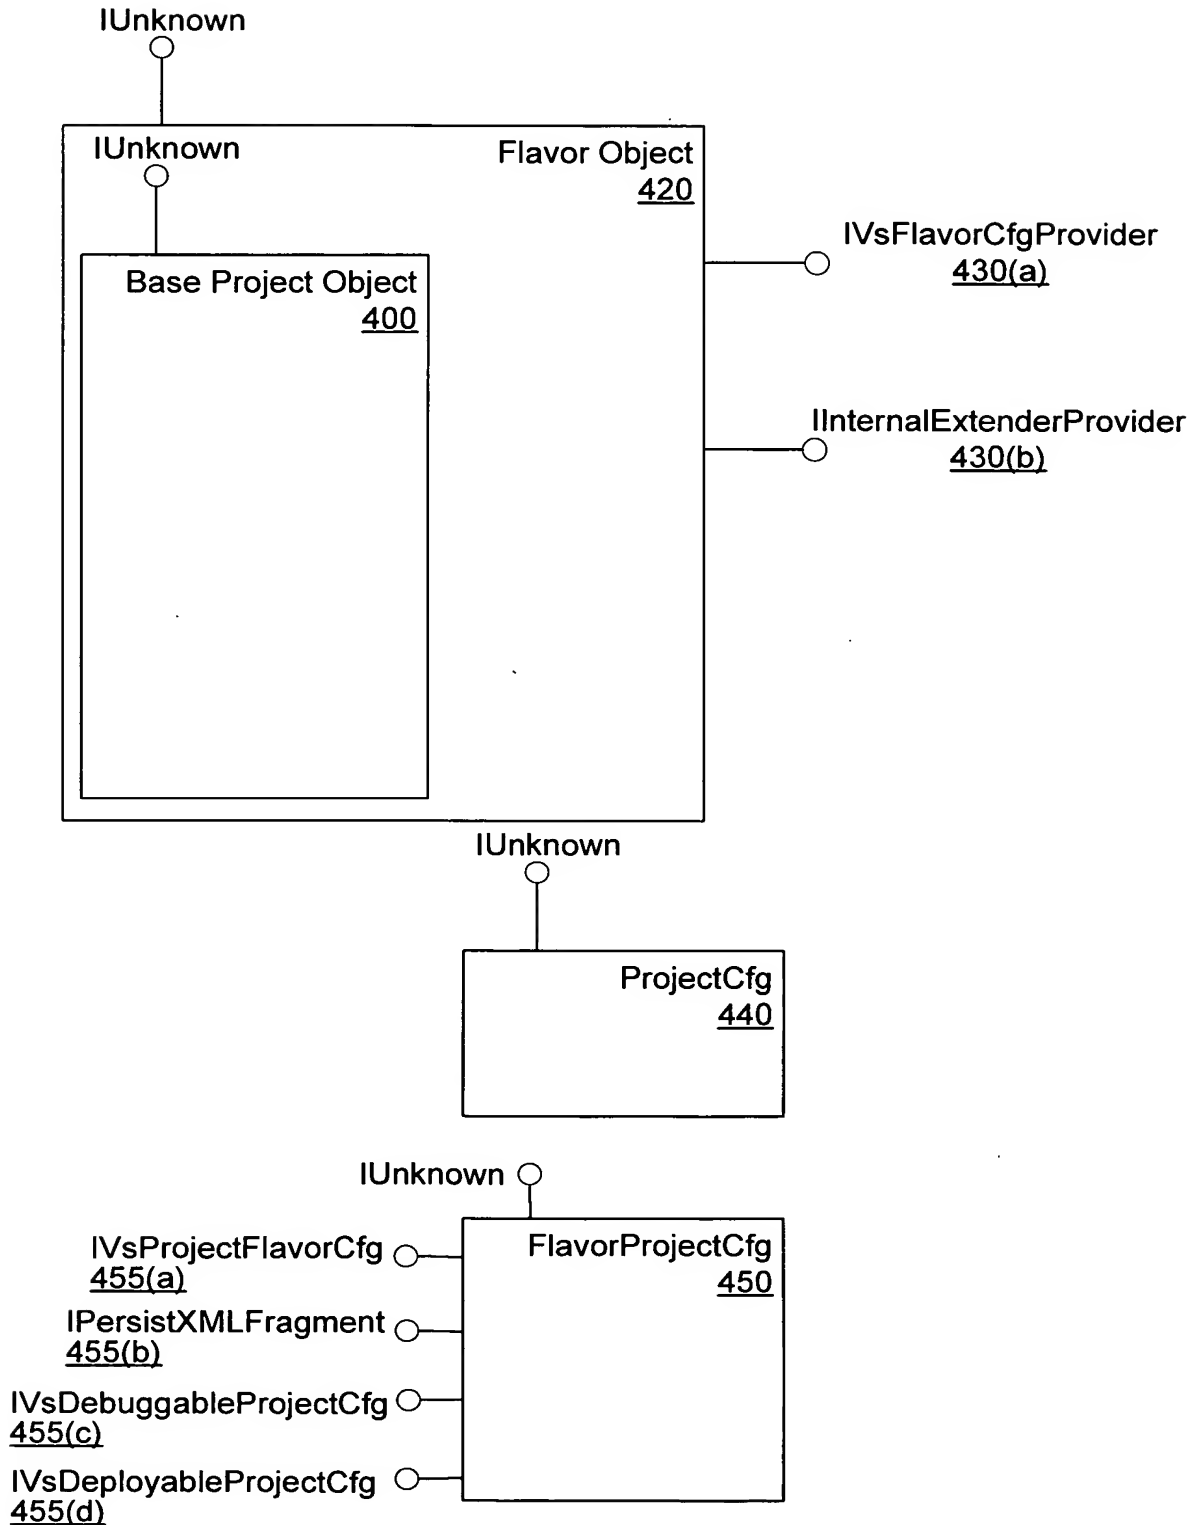 IUnknown
IUnknown
Flavor Object
420
IVsFlavorCfgProvider
430(a)
Base Project Object
400
IInternalExtenderProvider
430(b)
IUnknown
ProjectCfg
440
IUnknown
FlavorProjectCfg
450
IVsProjectFlavorCfg
455(a)
IPersistXMLFragment
455(b)
IVsDebuggableProjectCfg
455(c)
IVsDeployableProjectCfg
455(d)